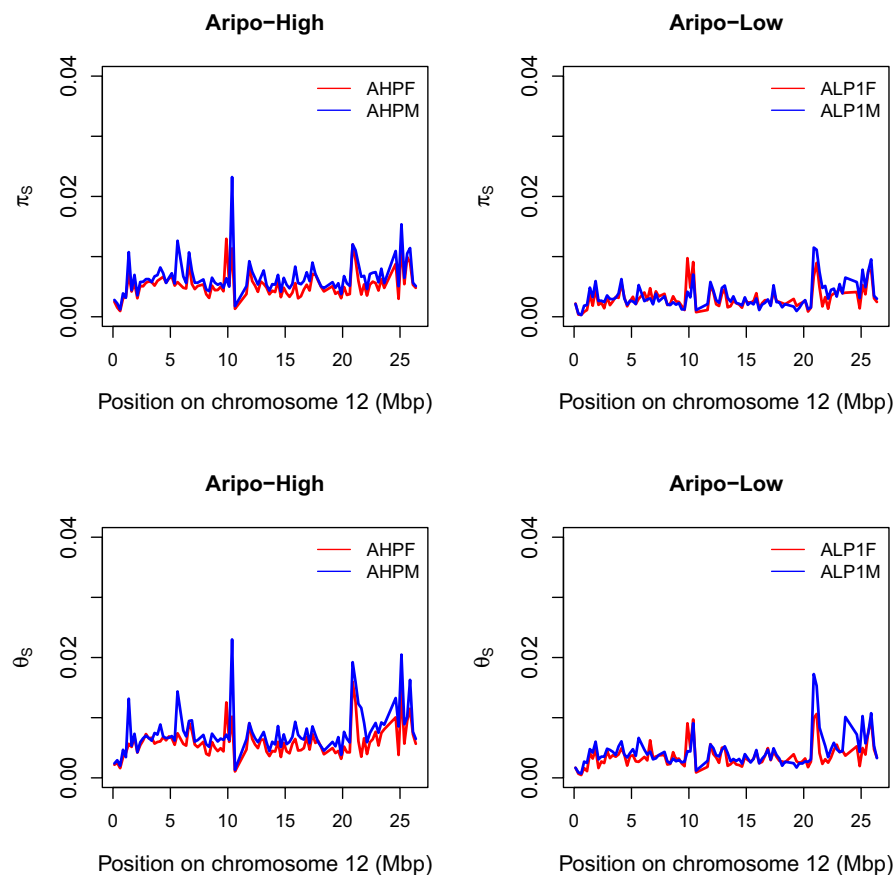 Aripo−High
Aripo−Low
0.04
0.02
0.00
πS
AHPF
AHPM
0 5 10 15 20 25
Position on chromosome 12 (Mbp)
0.04
0.02
0.00
πS
ALP1F
ALP1M
0 5 10 15 20 25
Position on chromosome 12 (Mbp)
Aripo−High
Aripo−Low
0.04
0.02
0.00
θS
AHPF
AHPM
0 5 10 15 20 25
Position on chromosome 12 (Mbp)
0.04
0.02
0.00
θS
ALP1F
ALP1M
0 5 10 15 20 25
Position on chromosome 12 (Mbp)